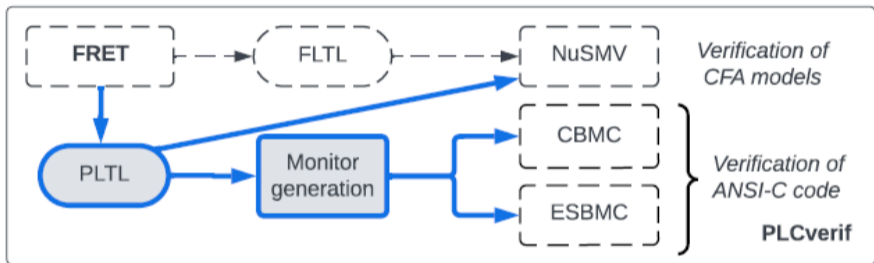 FRET
FLTL
NuSMV
Verification of
CFA models
PLTL
Monitor
generation
CBMC
ESBMC
Verification of
ANSI-C code
PLCverif